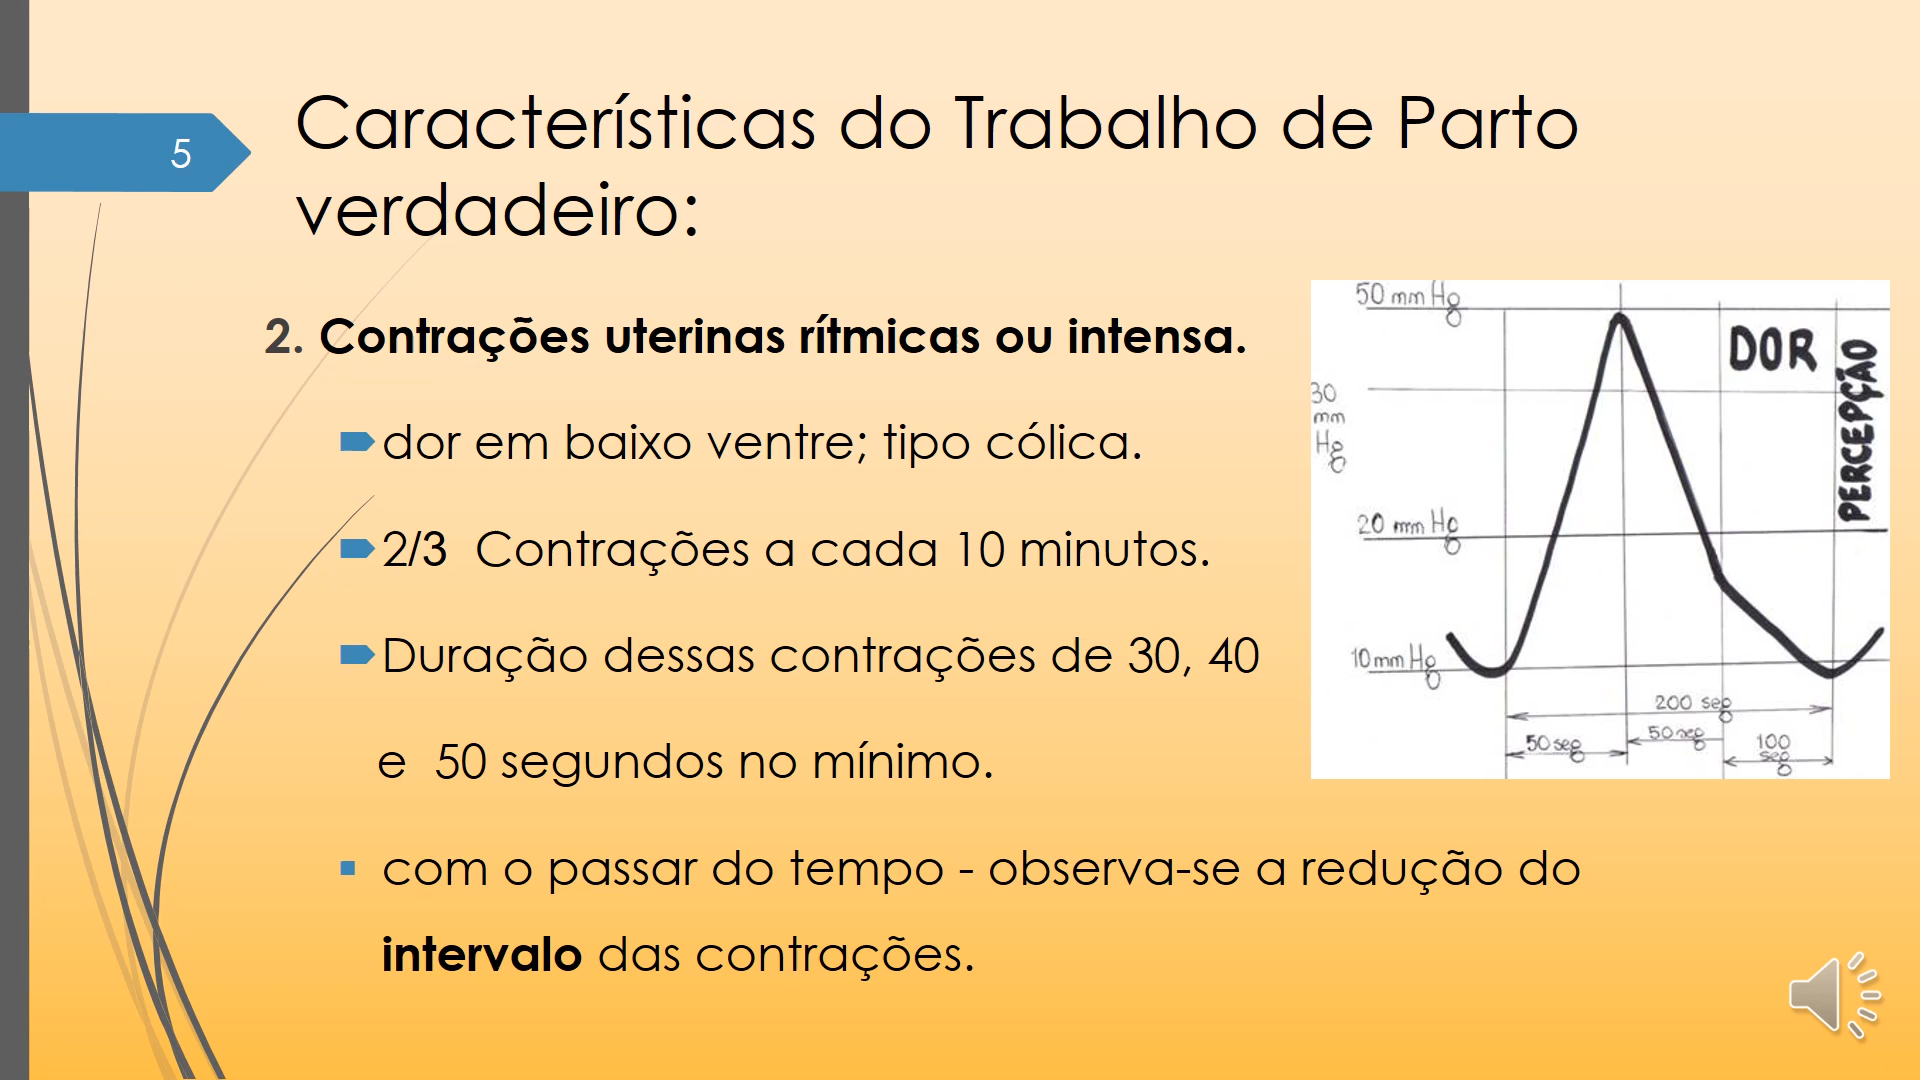 5
Características do Trabalho de Parto
verdadeiro:
2. Contrações uterinas rítmicas ou intensa.
dor em baixo ventre; tipo cólica.
2/3 Contrações a cada 10 minutos.
Duração dessas contrações de 30, 40
e 50 segundos no mínimo.
com o passar do tempo - observa-se a redução do
intervalo das contrações.
50 mm Hg
DOR
PERCEPÇÃO
30
mm
Hg
20 mm Hg
10 mm Hg
200 seg
50 seg
50 seg
100
seg